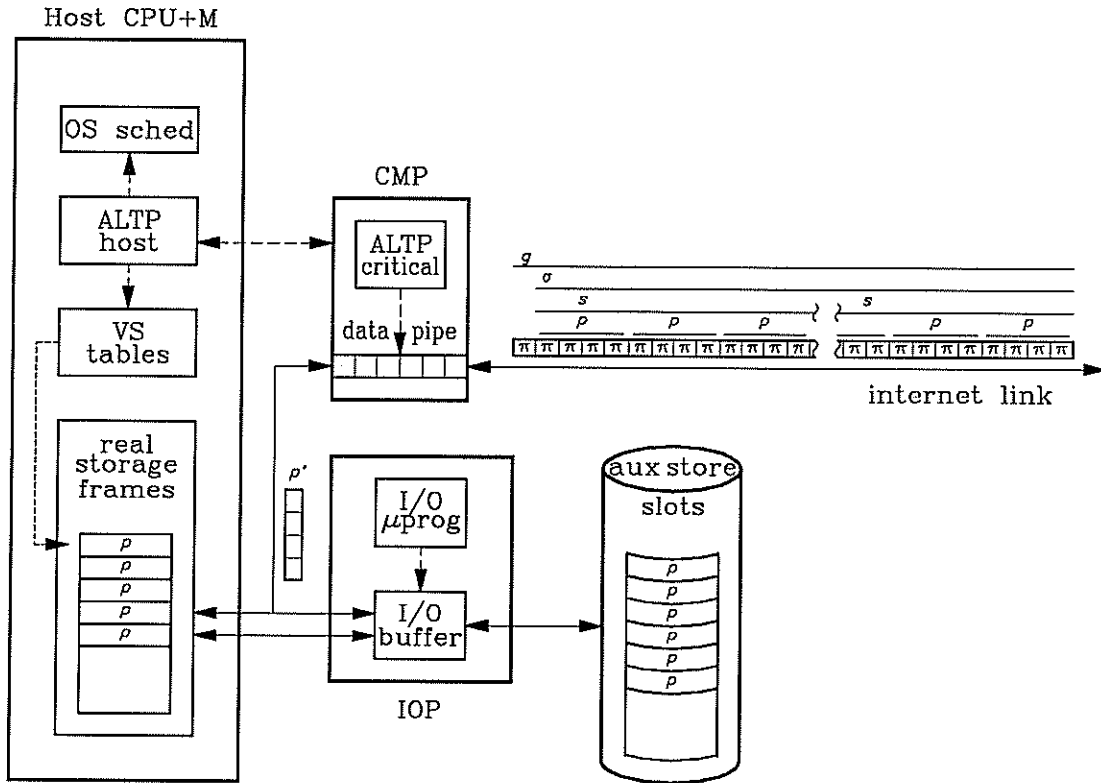 Host CPU+M
OS sched
ALTP
host
VS
tables
real
storage
frames
p
p
p
p
p
CMP
ALTP
critical
data pipe
g
σ
s s
p p p p p
π π π π π π π π π π π π π π π π π π π π π π π
internet link
p'
I/O
μprog
I/O
buffer
IOP
aux store
slots
p
p
p
p
p
p